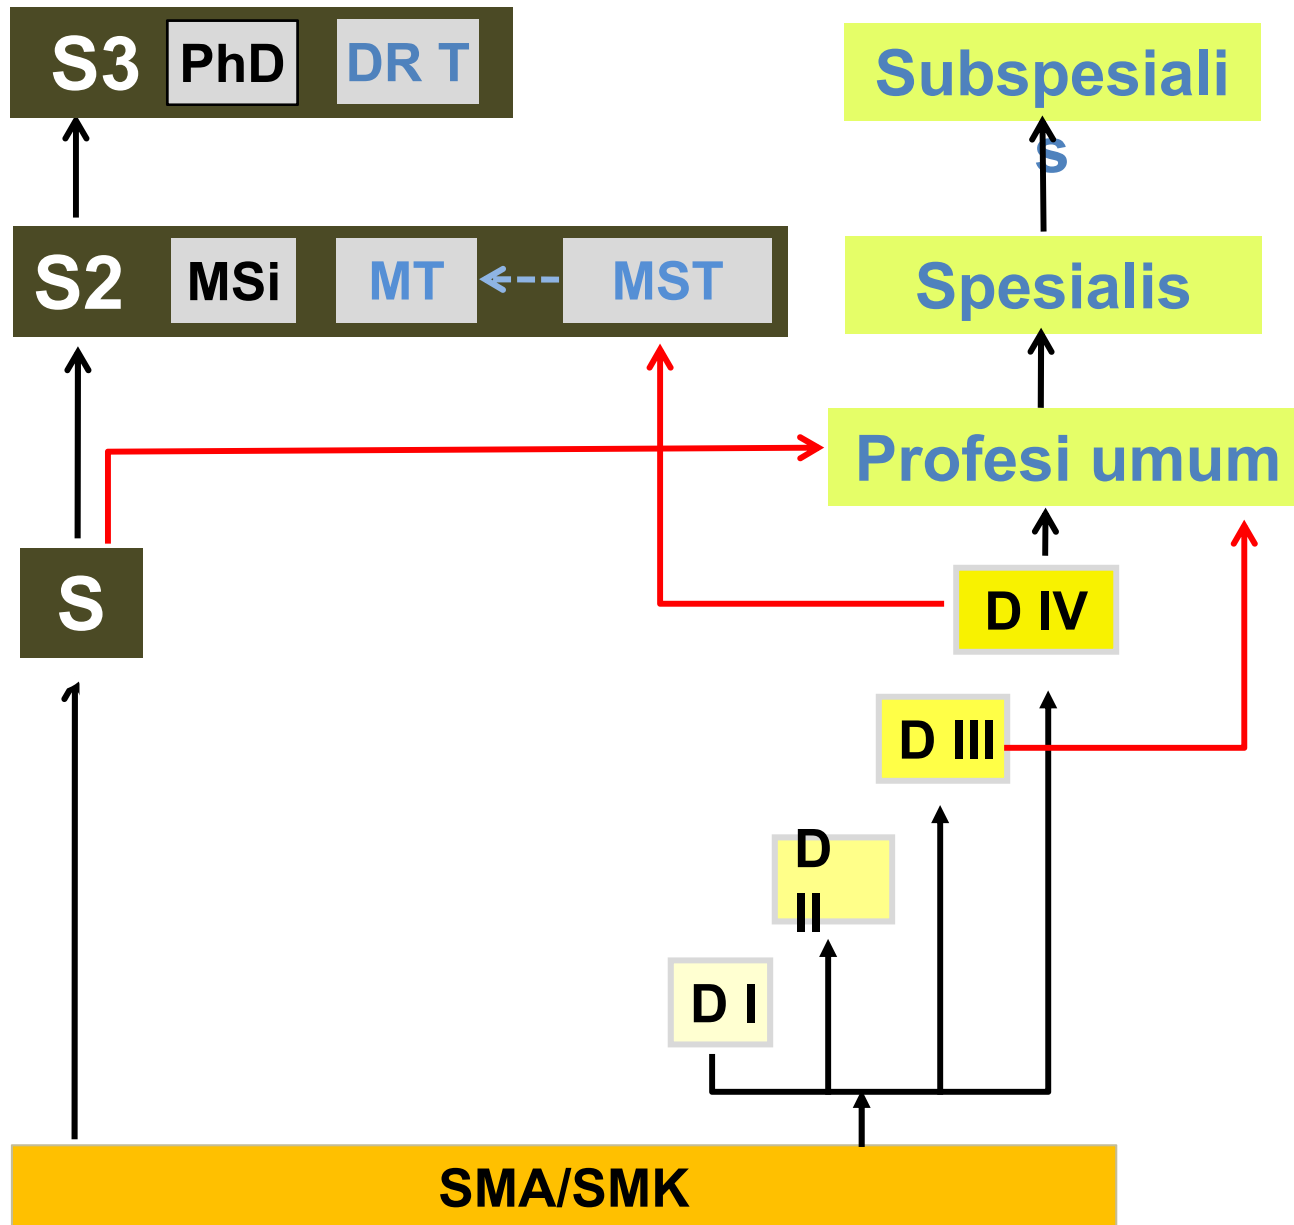 S3 PhD DR T
Subspesiali
s
S2 MSi MT MST
Spesialis
Profesi umum
S
D IV
D III
D
II
D I
SMA/SMK